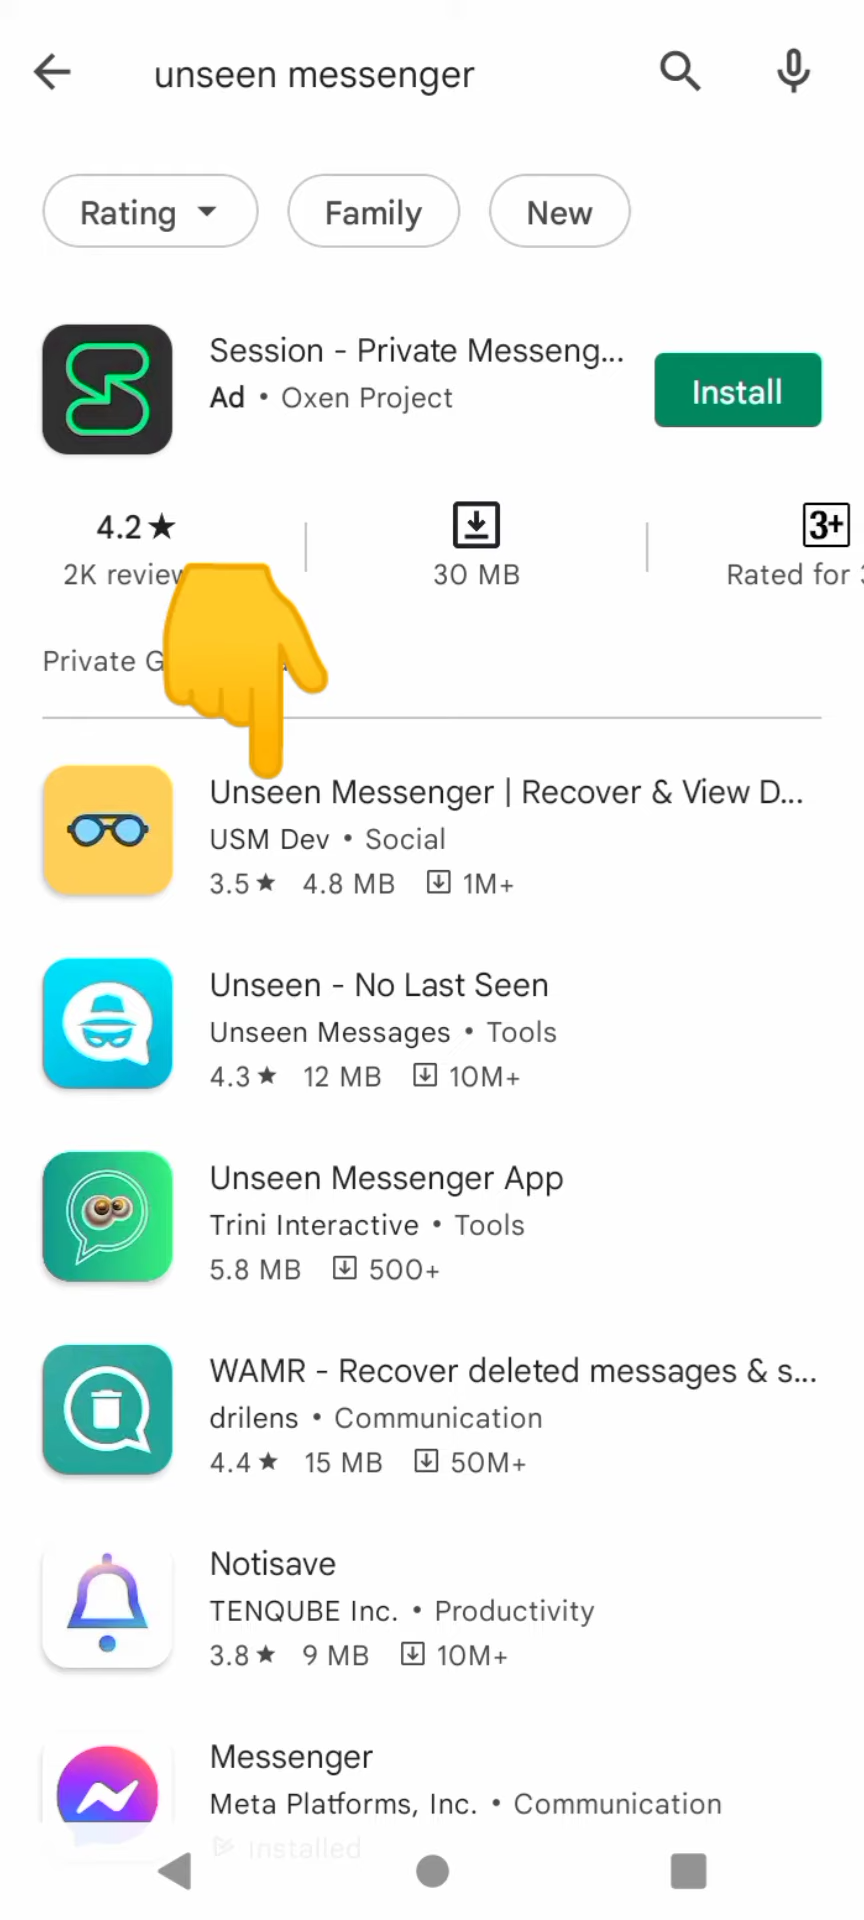 unseen messenger
Rating
Family
New
Session - Private Messeng...
Ad • Oxen Project
Install
4.2★
2K
30 MB
3+
Rated for
Private
Unseen Messenger | Recover & View D...
USM Dev • Social
3.5★ 4.8 MB 1M+
Unseen - No Last Seen
Unseen Messages • Tools
4.3★ 12 MB 10M+
Unseen Messenger App
Trini Interactive • Tools
5.8 MB 500+
WAMR - Recover deleted messages & s...
drilens • Communication
4.4★ 15 MB 50M+
Notisave
TENQUBE Inc. • Productivity
3.8★ 9 MB 10M+
Messenger
Meta Platforms, Inc. • Communication
Installed